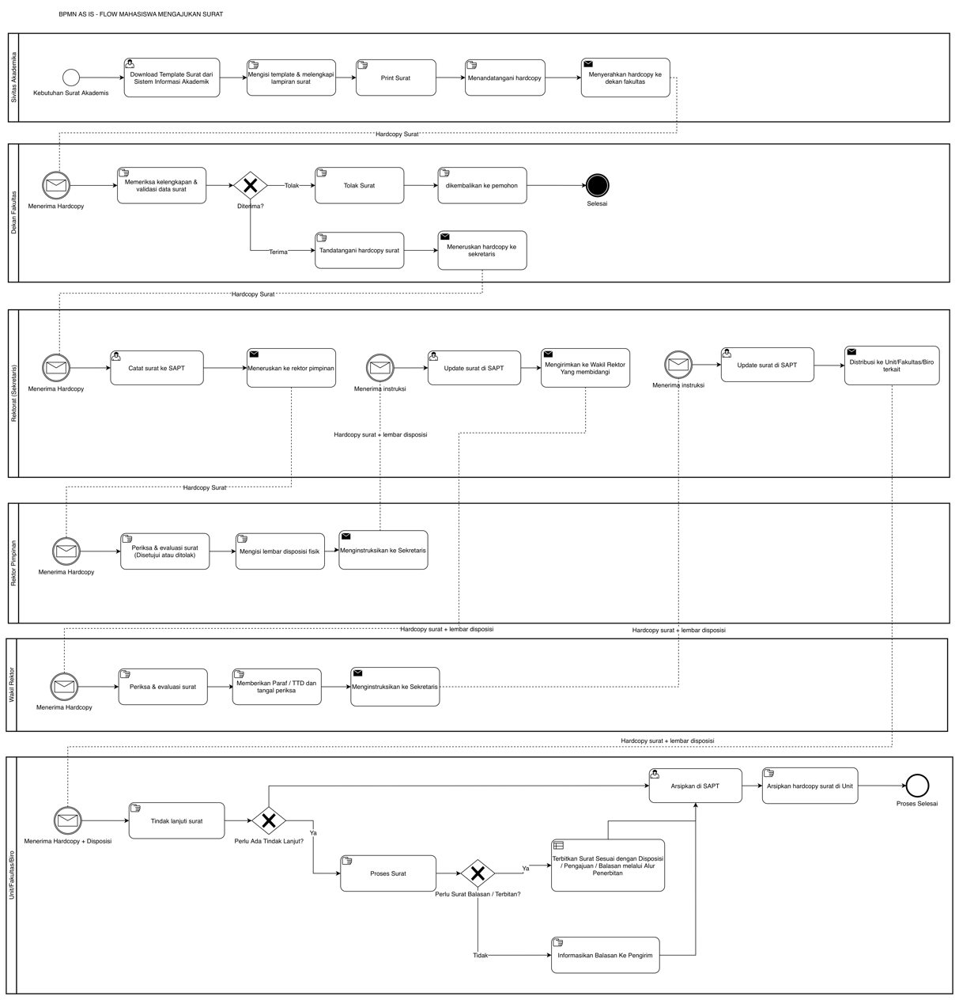 BPMN AS IS - FLOW MAHASISWA MENGAJUKAN SURAT
Sivitas Akademika
Kebutuhan Surat Akademis
Download Template Surat dari
Sistem Informasi Akademik
Mengisi template & melengkapi
lampiran surat
Print Surat
Menandatangani hardcopy
Menyerahkan hardcopy ke
dekan fakultas
Hardcopy Surat
Dekan Fakultas
Menerima Hardcopy
Memeriksa kelengkapan &
validasi data surat
Diterima?
Tolak
Tolak Surat
dikembalikan ke pemohon
Selesai
Terima
Tandatangani hardcopy surat
Meneruskan hardcopy ke
sekretaris
Hardcopy Surat
Rektorat (Sekretaris)
Menerima Hardcopy
Catat surat ke SAPT
Meneruskan ke rektor pimpinan
Menerima instruksi
Update surat di SAPT
Mengirimkan ke Wakil Rektor
Yang membidangi
Menerima instruksi
Update surat di SAPT
Distribusi ke Unit/Fakultas/Biro
terkait
Hardcopy surat + lembar disposisi
Hardcopy Surat
Rektor Pimpinan
Menerima Hardcopy
Periksa & evaluasi surat
(Disetujui atau ditolak)
Mengisi lembar disposisi fisik
Menginstruksikan ke Sekretaris
Hardcopy surat + lembar disposisi
Hardcopy surat + lembar disposisi
Wakil Rektor
Menerima Hardcopy
Periksa & evaluasi surat
Memberikan Paraf / TTD dan
tangal periksa
Menginstruksikan ke Sekretaris
Hardcopy surat + lembar disposisi
Unit/Fakultas/Biro
Menerima Hardcopy + Disposisi
Tindak lanjuti surat
Perlu Ada Tindak Lanjut?
Ya
Arsipkan di SAPT
Arsipkan hardcopy surat di Unit
Proses Selesai
Proses Surat
Perlu Surat Balasan / Terbitan?
Ya
Terbitkan Surat Sesuai dengan Disposisi
/ Pengajuan / Balasan melalui Alur
Penerbitan
Tidak
Informasikan Balasan Ke Pengirim